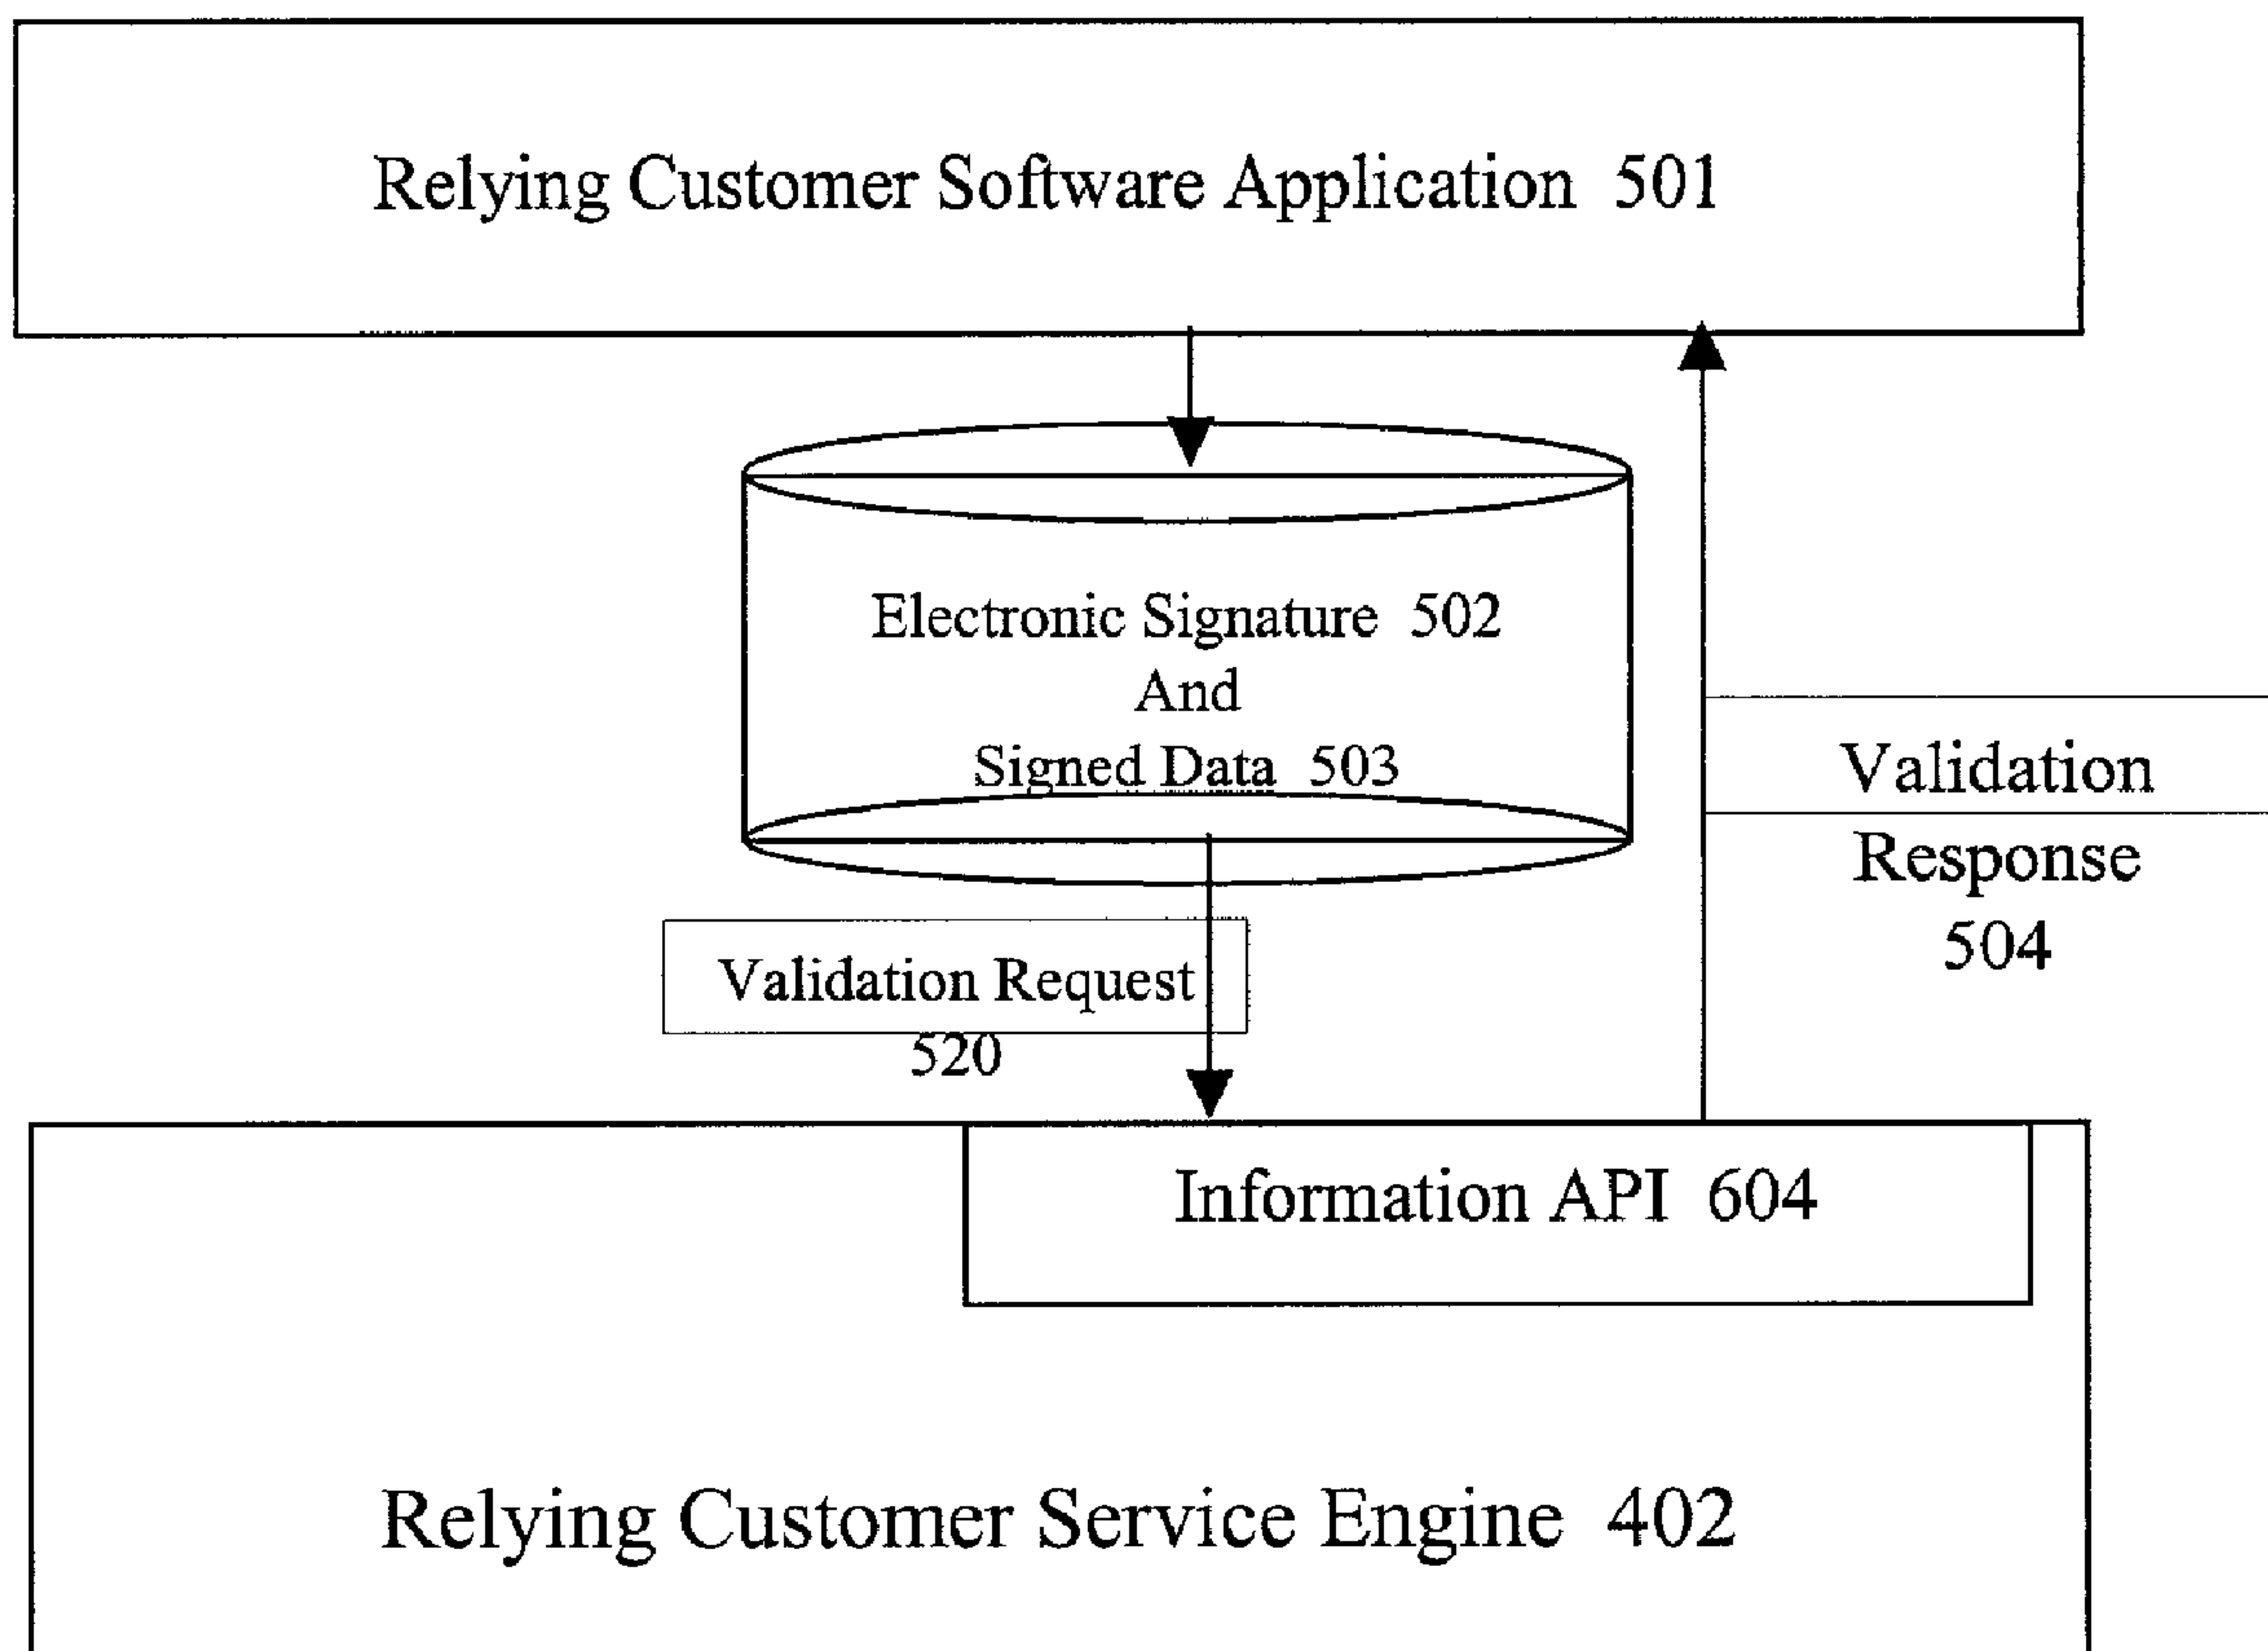 Relying Customer Software Application 501
Electronic Signature 502
And
Signed Data 503
Validation
Response
504
Validation Request
520
Information API 604
Relying Customer Service Engine 402